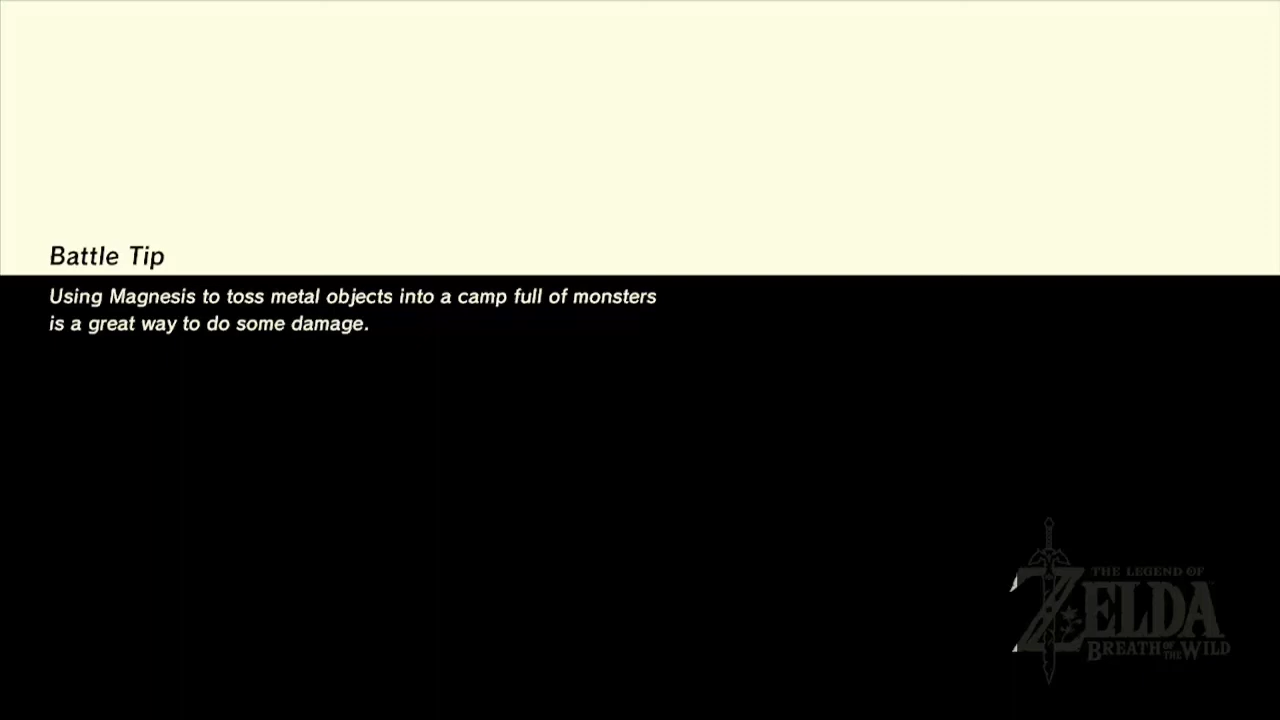 Battle Tip
Using Magnesis to toss metal objects into a camp full of monsters
is a great way to do some damage.
THE LEGEND OF
ZELDA
BREATH OF THE WILD